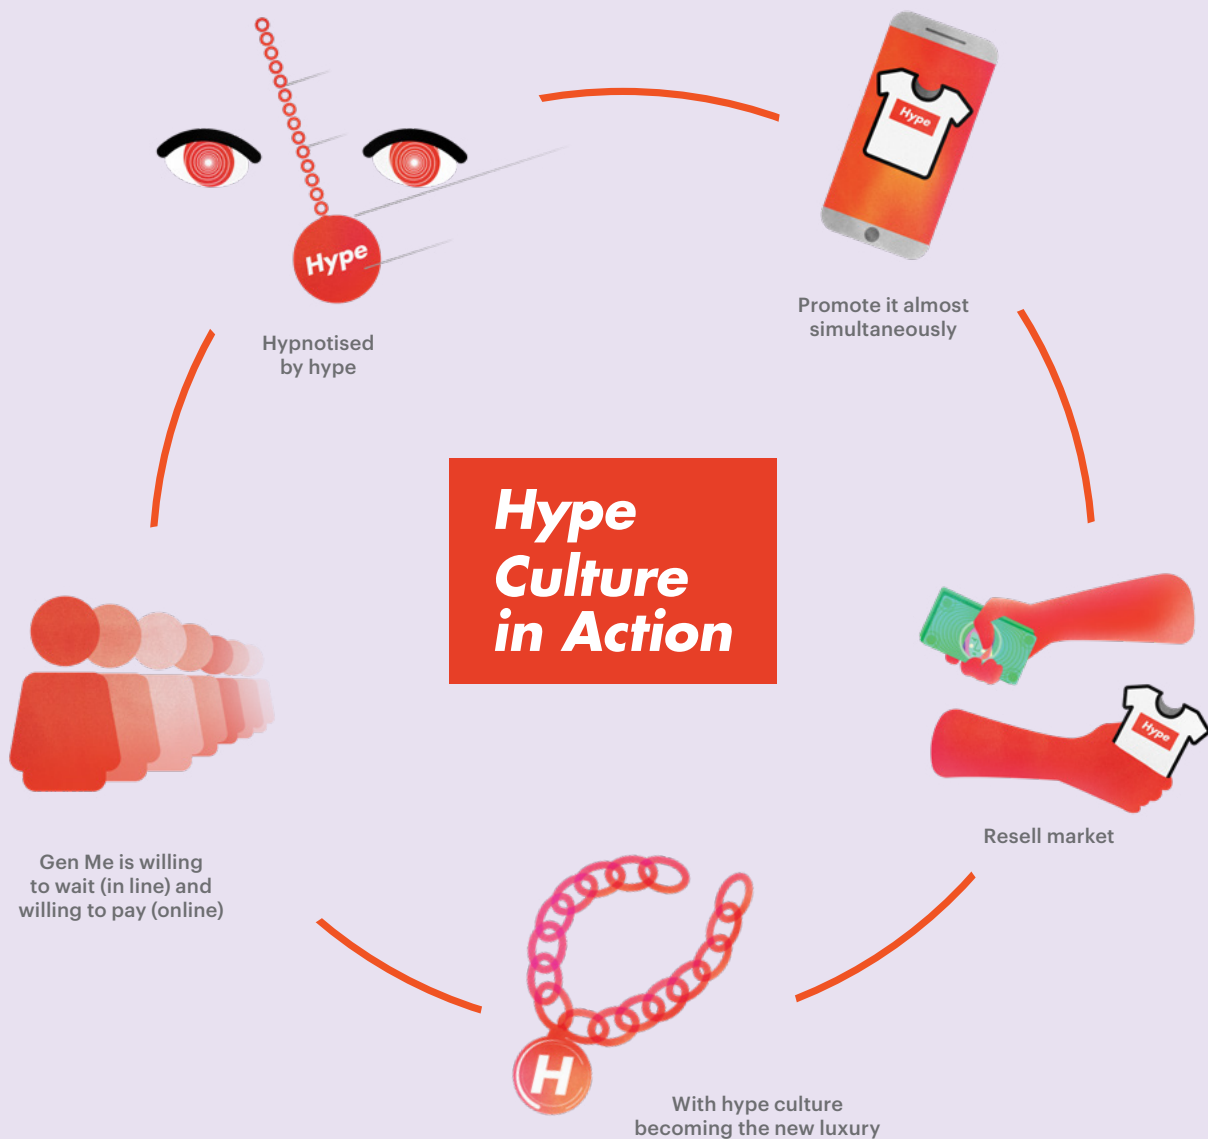 Hype
Hypnotised
by hype
Hype
Promote it almost
simultaneously
Hype
Culture
in Action
Hype
Resell market
Gen Me is willing
to wait (in line) and
willing to pay (online)
H
With hype culture
becoming the new luxury